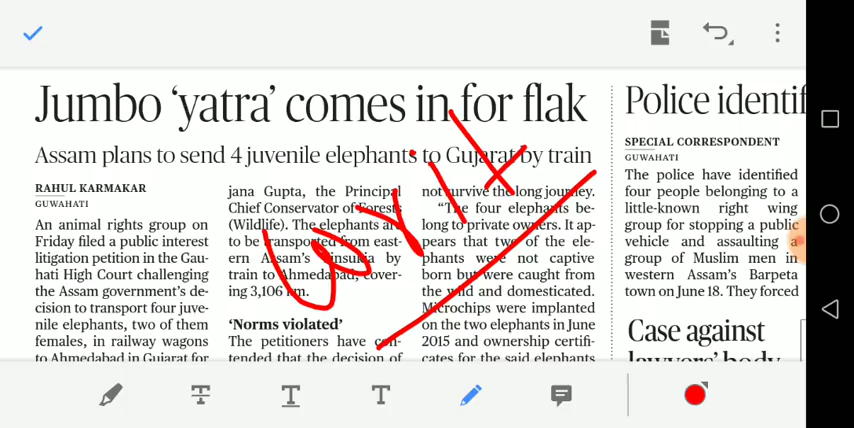 Jumbo ‘yatra’ comes in for flak
Assam plans to send 4 juvenile elephants to Gujarat by train
RAHUL KARMAKAR
GUWAHATI
An animal rights group on
Friday filed a public interest
litigation petition in the Gau-
hati High Court challenging
the Assam government’s de-
cision to transport four juve-
nile elephants, two of them
females, in railway wagons
to Ahmedabad in Gujarat for
jana Gupta, the Principal
Chief Conservator of Forests
(Wildlife). The elephants are
to be transported from east-
ern Assam’s Tinsukia by
train to Ahmedabad, cover-
ing 3,106 km.
‘Norms violated’
The petitioners have con-
tended that the decision of
not survive the long journey.
“The four elephants be-
long to private owners. It ap-
pears that two of the ele-
phants were not captive
born but were caught from
the wild and domesticated.
Microchips were implanted
on the two elephants in June
2015 and ownership certifi-
cates for the said elephants
Police identif
SPECIAL CORRESPONDENT
GUWAHATI
The police have identified
four people belonging to a
little-known right wing
group for stopping a public
vehicle and assaulting a
group of Muslim men in
western Assam’s Barpeta
town on June 18. They forced
Case against
lawyers’ body